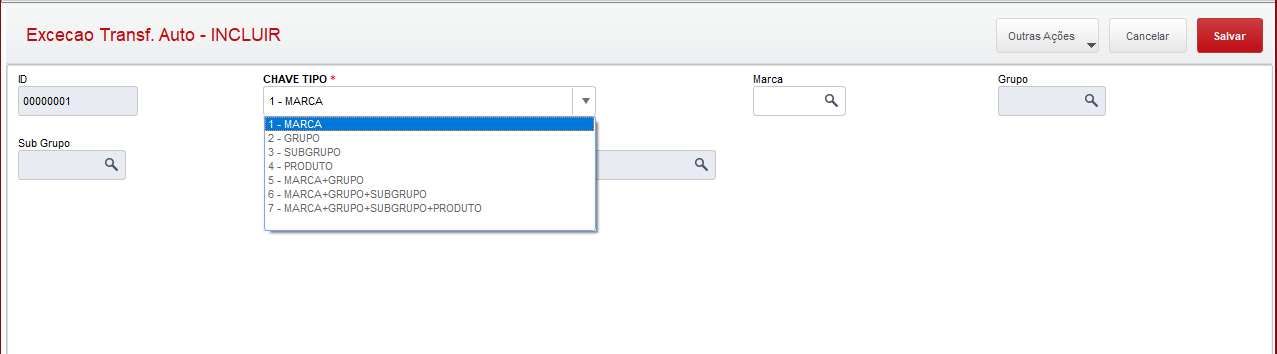 Excecao Transf. Auto - INCLUIR
Outras Ações
Cancelar
Salvar
ID
CHAVE TIPO *
Marca
Grupo
00000001
1 - MARCA
1 - MARCA
2 - GRUPO
3 - SUBGRUPO
4 - PRODUTO
5 - MARCA+GRUPO
6 - MARCA+GRUPO+SUBGRUPO
7 - MARCA+GRUPO+SUBGRUPO+PRODUTO
Sub Grupo